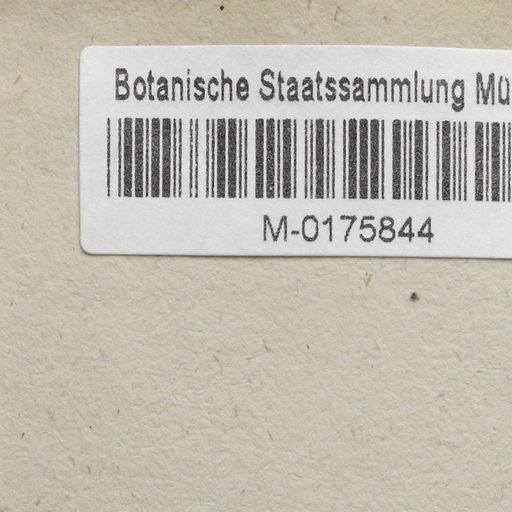 Botanische Staatssammlung Mü
M-0175844